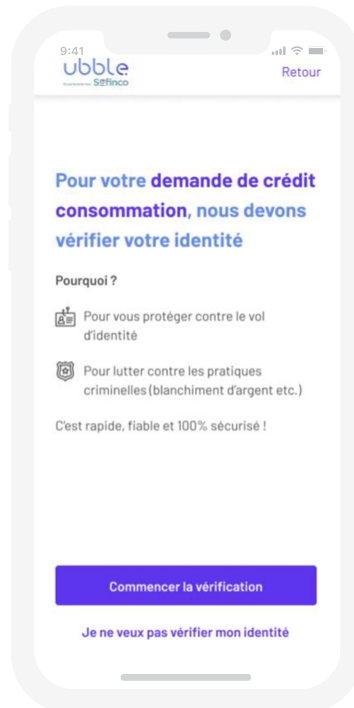 9:41
ubble
Sofinco
Retour
Pour votre demande de crédit
consommation, nous devons
vérifier votre identité
Pourquoi ?
Pour vous protéger contre le vol
d'identité
Pour lutter contre les pratiques
criminelles (blanchiment d'argent etc.)
C'est rapide, fiable et 100% sécurisé !
Commencer la vérification
Je ne veux pas vérifier mon identité